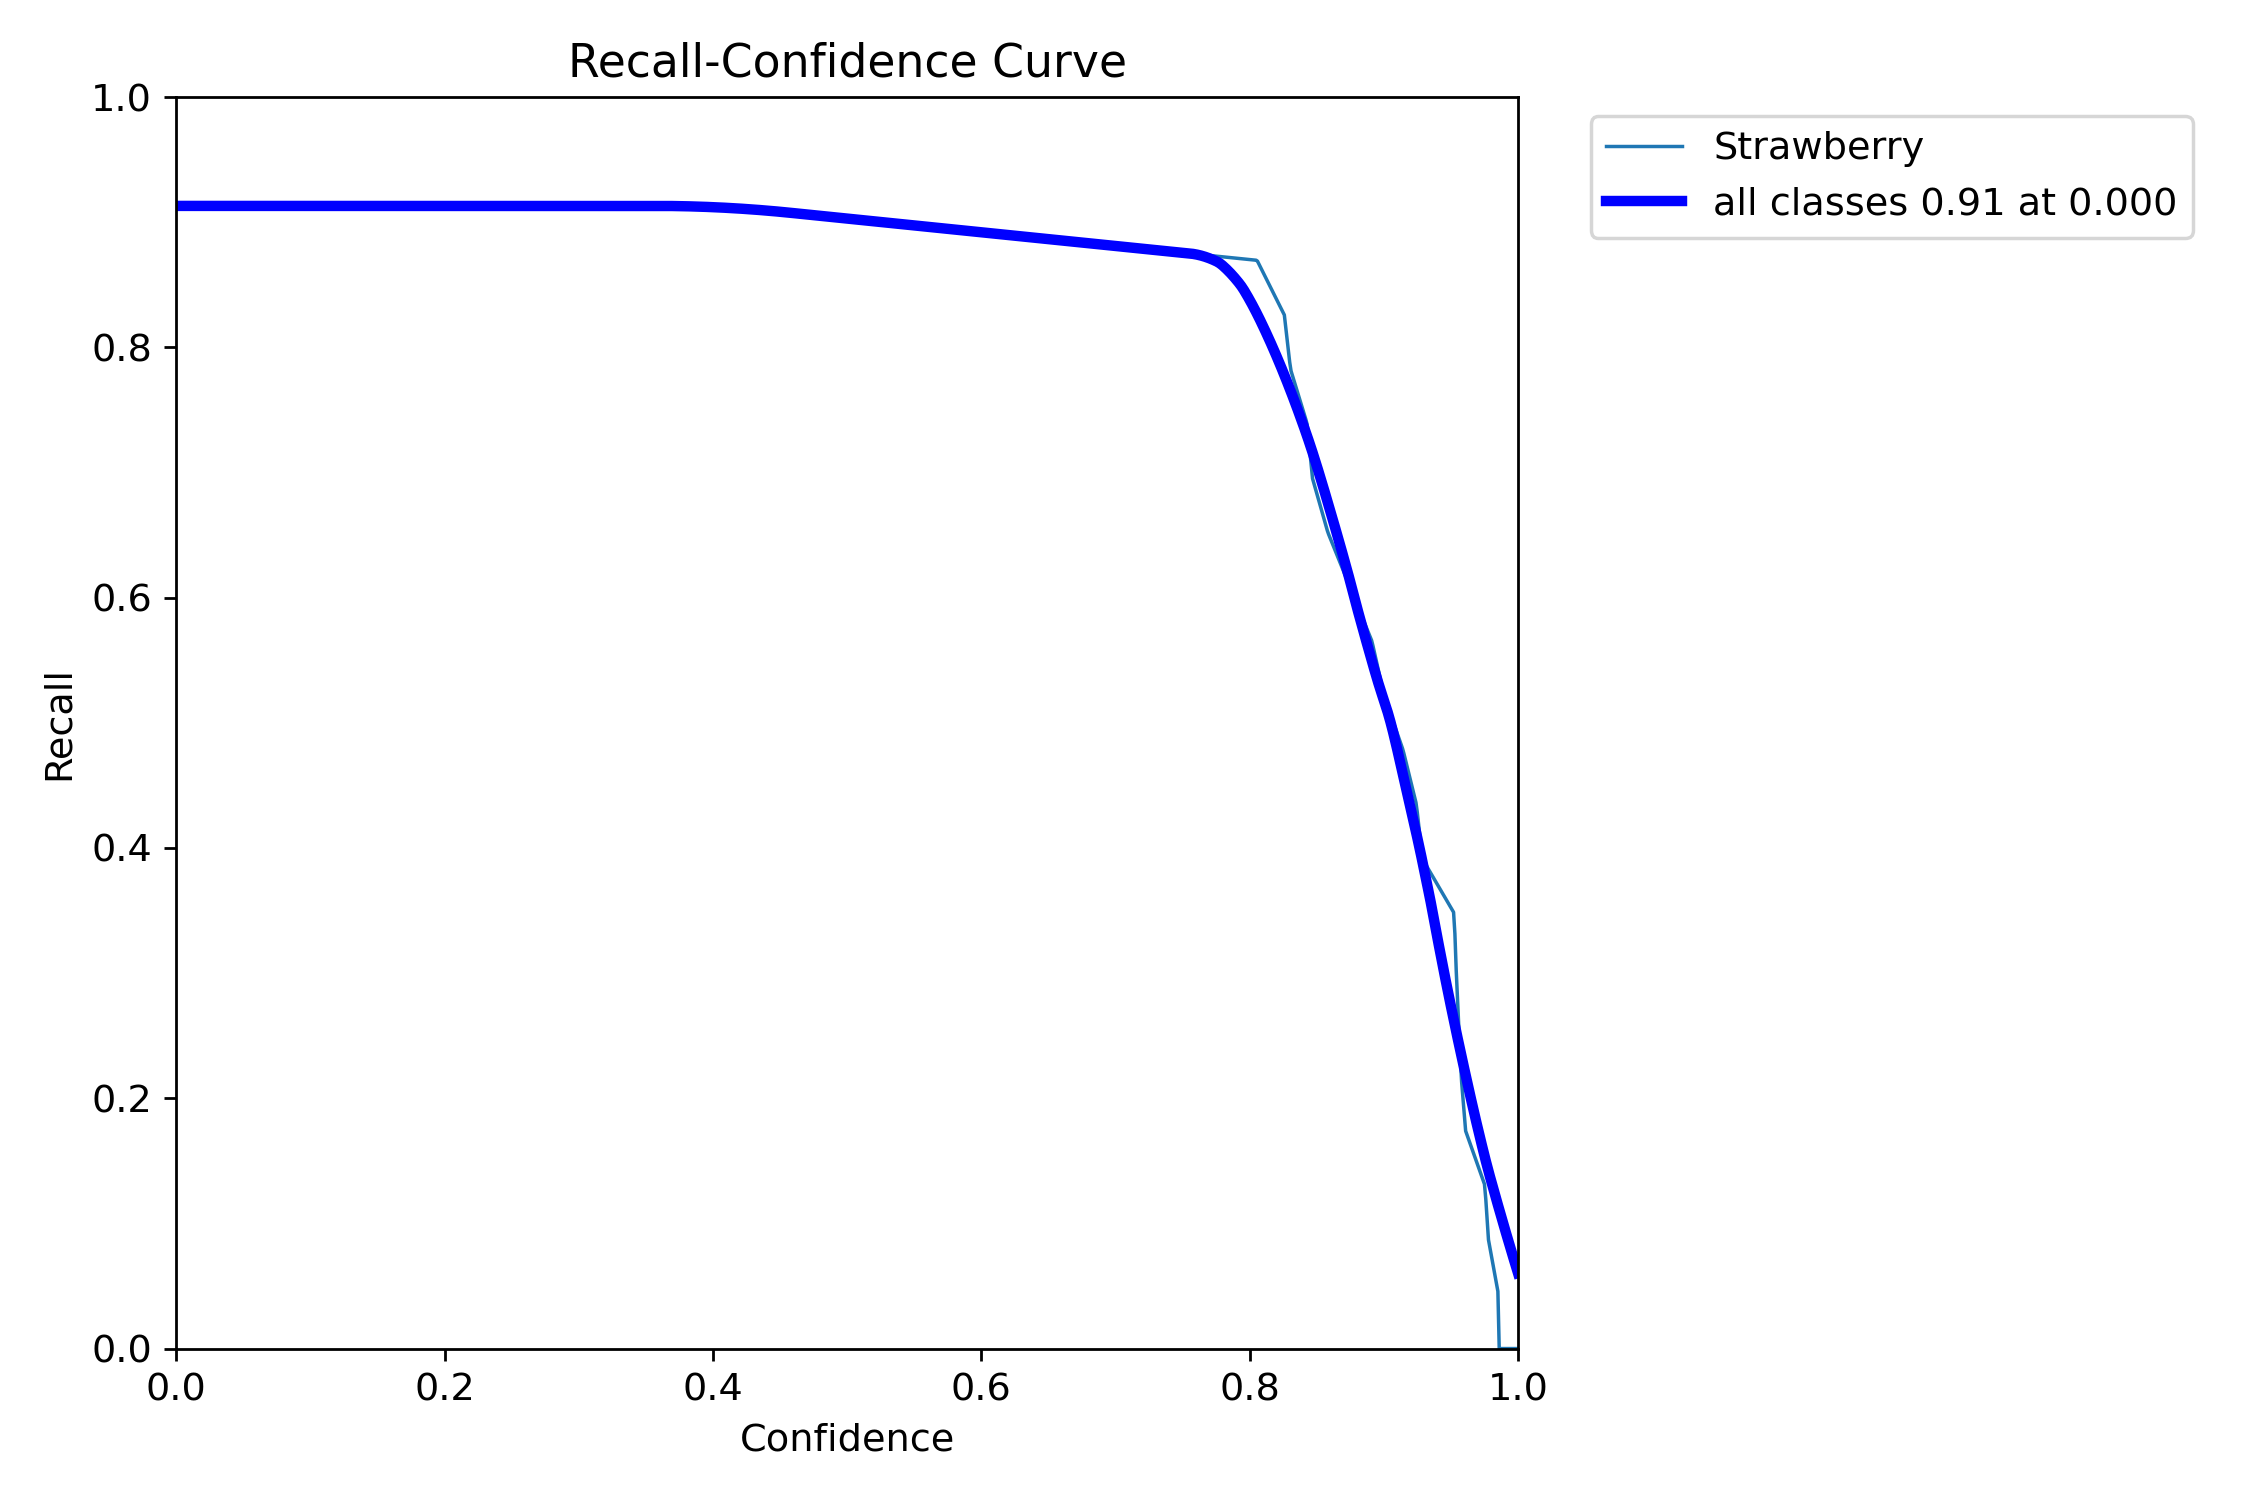 Recall-Confidence Curve
1.0
0.8
0.6
0.4
0.2
0.0
Recall
0.0 0.2 0.4 0.6 0.8 1.0
Confidence
Strawberry
all classes 0.91 at 0.000